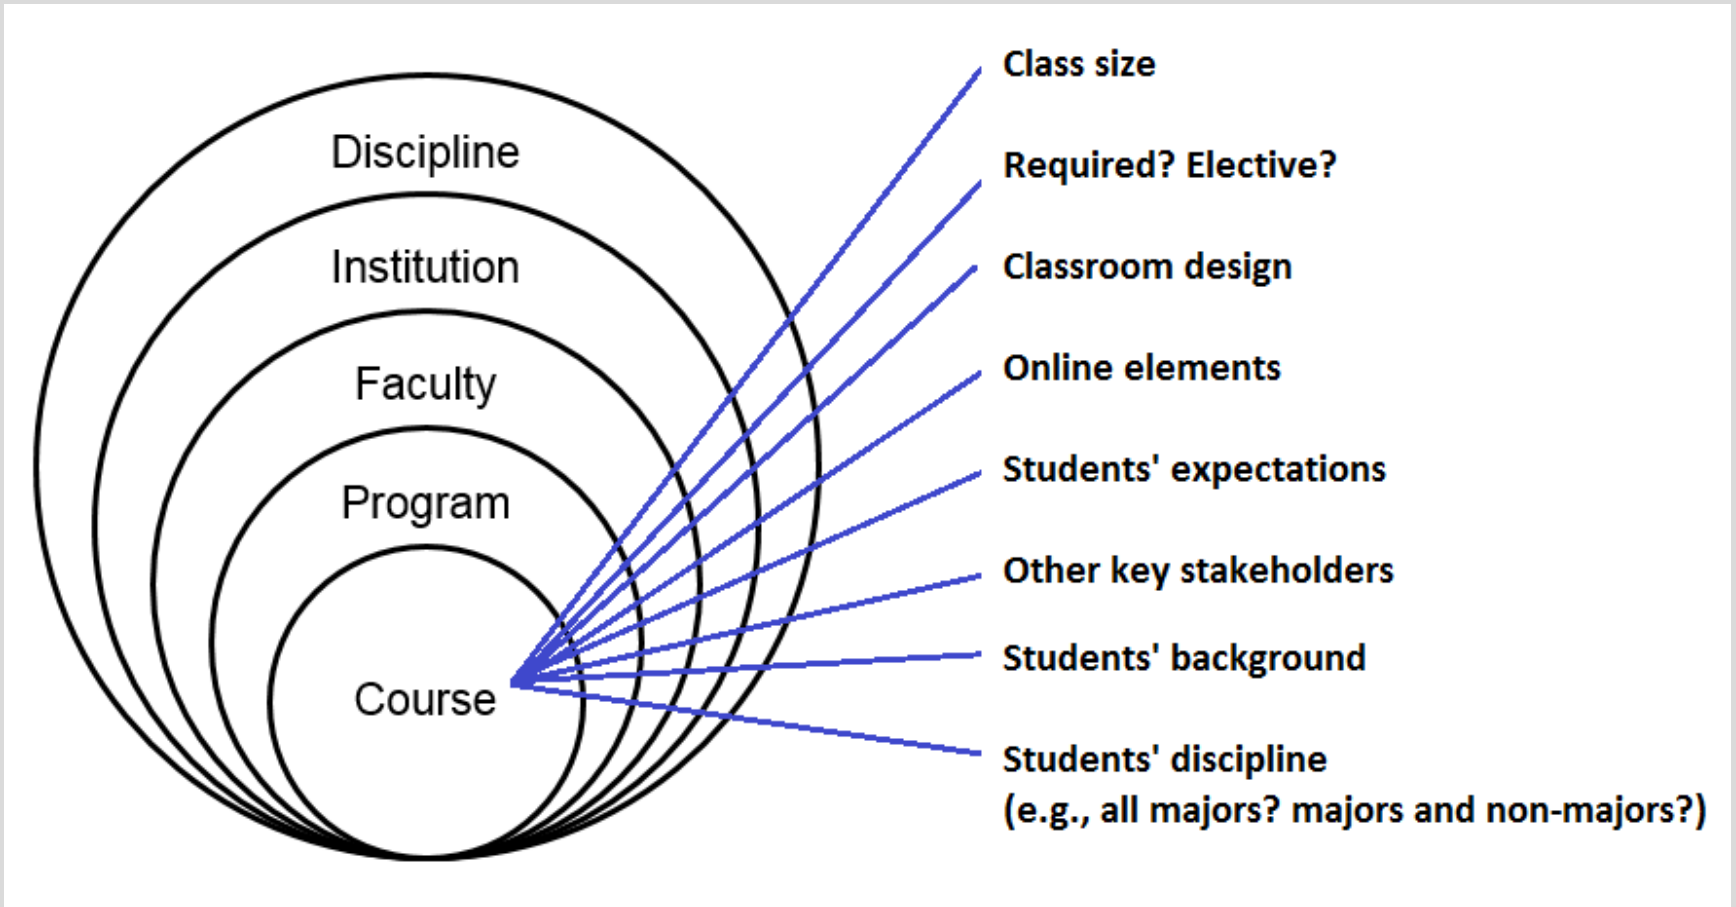 Discipline
Institution
Faculty
Program
Course
Class size
Required? Elective?
Classroom design
Online elements
Students' expectations
Other key stakeholders
Students' background
Students' discipline
(e.g., all majors? majors and non-majors?)